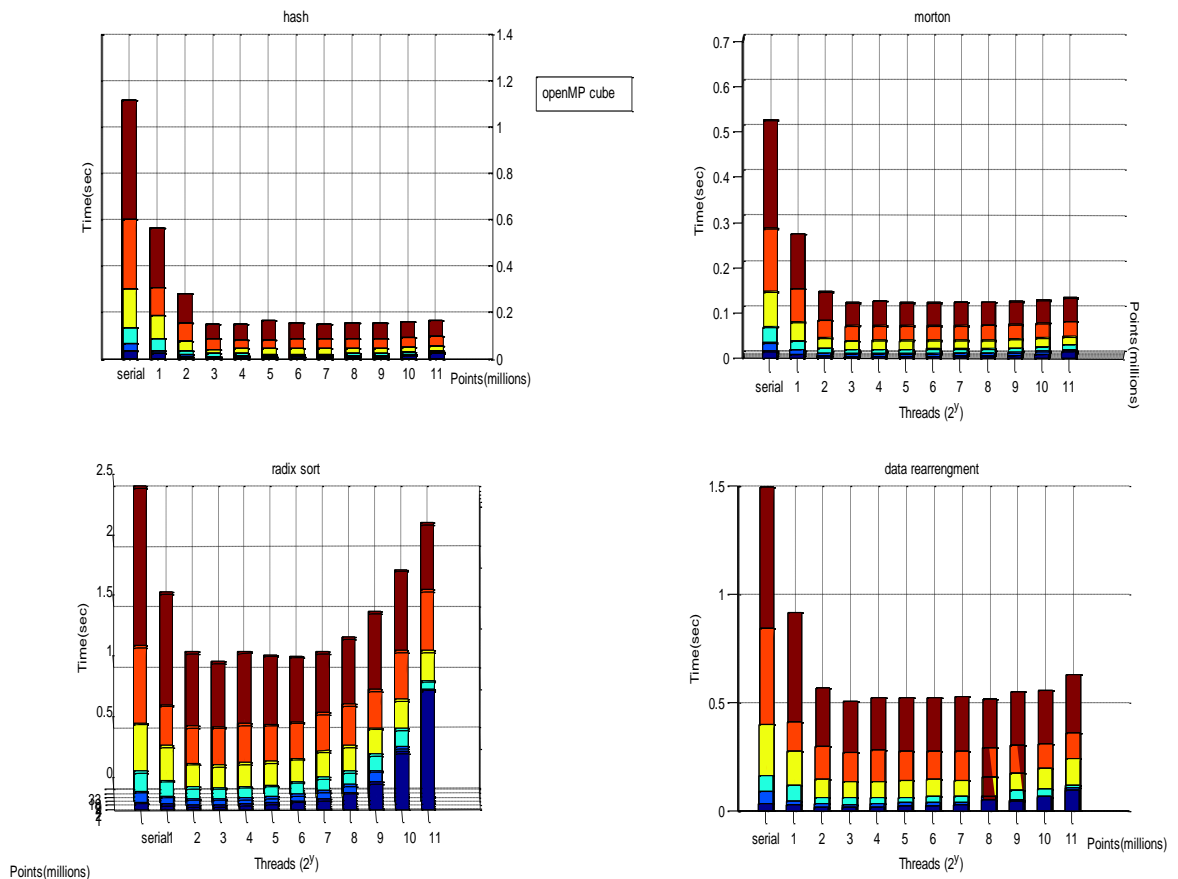 hash
1.4
1.2
1
0.8
0.6
0.4
0.2
0
Time(sec)
serial 1 2 3 4 5 6 7 8 9 10 11
Points(millions)
openMP cube
morton
0.7
0.6
0.5
0.4
0.3
0.2
0.1
0
Time(sec)
serial 1 2 3 4 5 6 7 8 9 10 11
Threads (2^y)
Points (millions)
radix sort
2.5
2
1.5
1
0.5
0
Time(sec)
serial1 2 3 4 5 6 7 8 9 10 11
Threads (2^y)
Points(millions)
data rearrengment
1.5
1
0.5
0
Time(sec)
serial 1 2 3 4 5 6 7 8 9 10 11
Points(millions)
Threads (2^y)